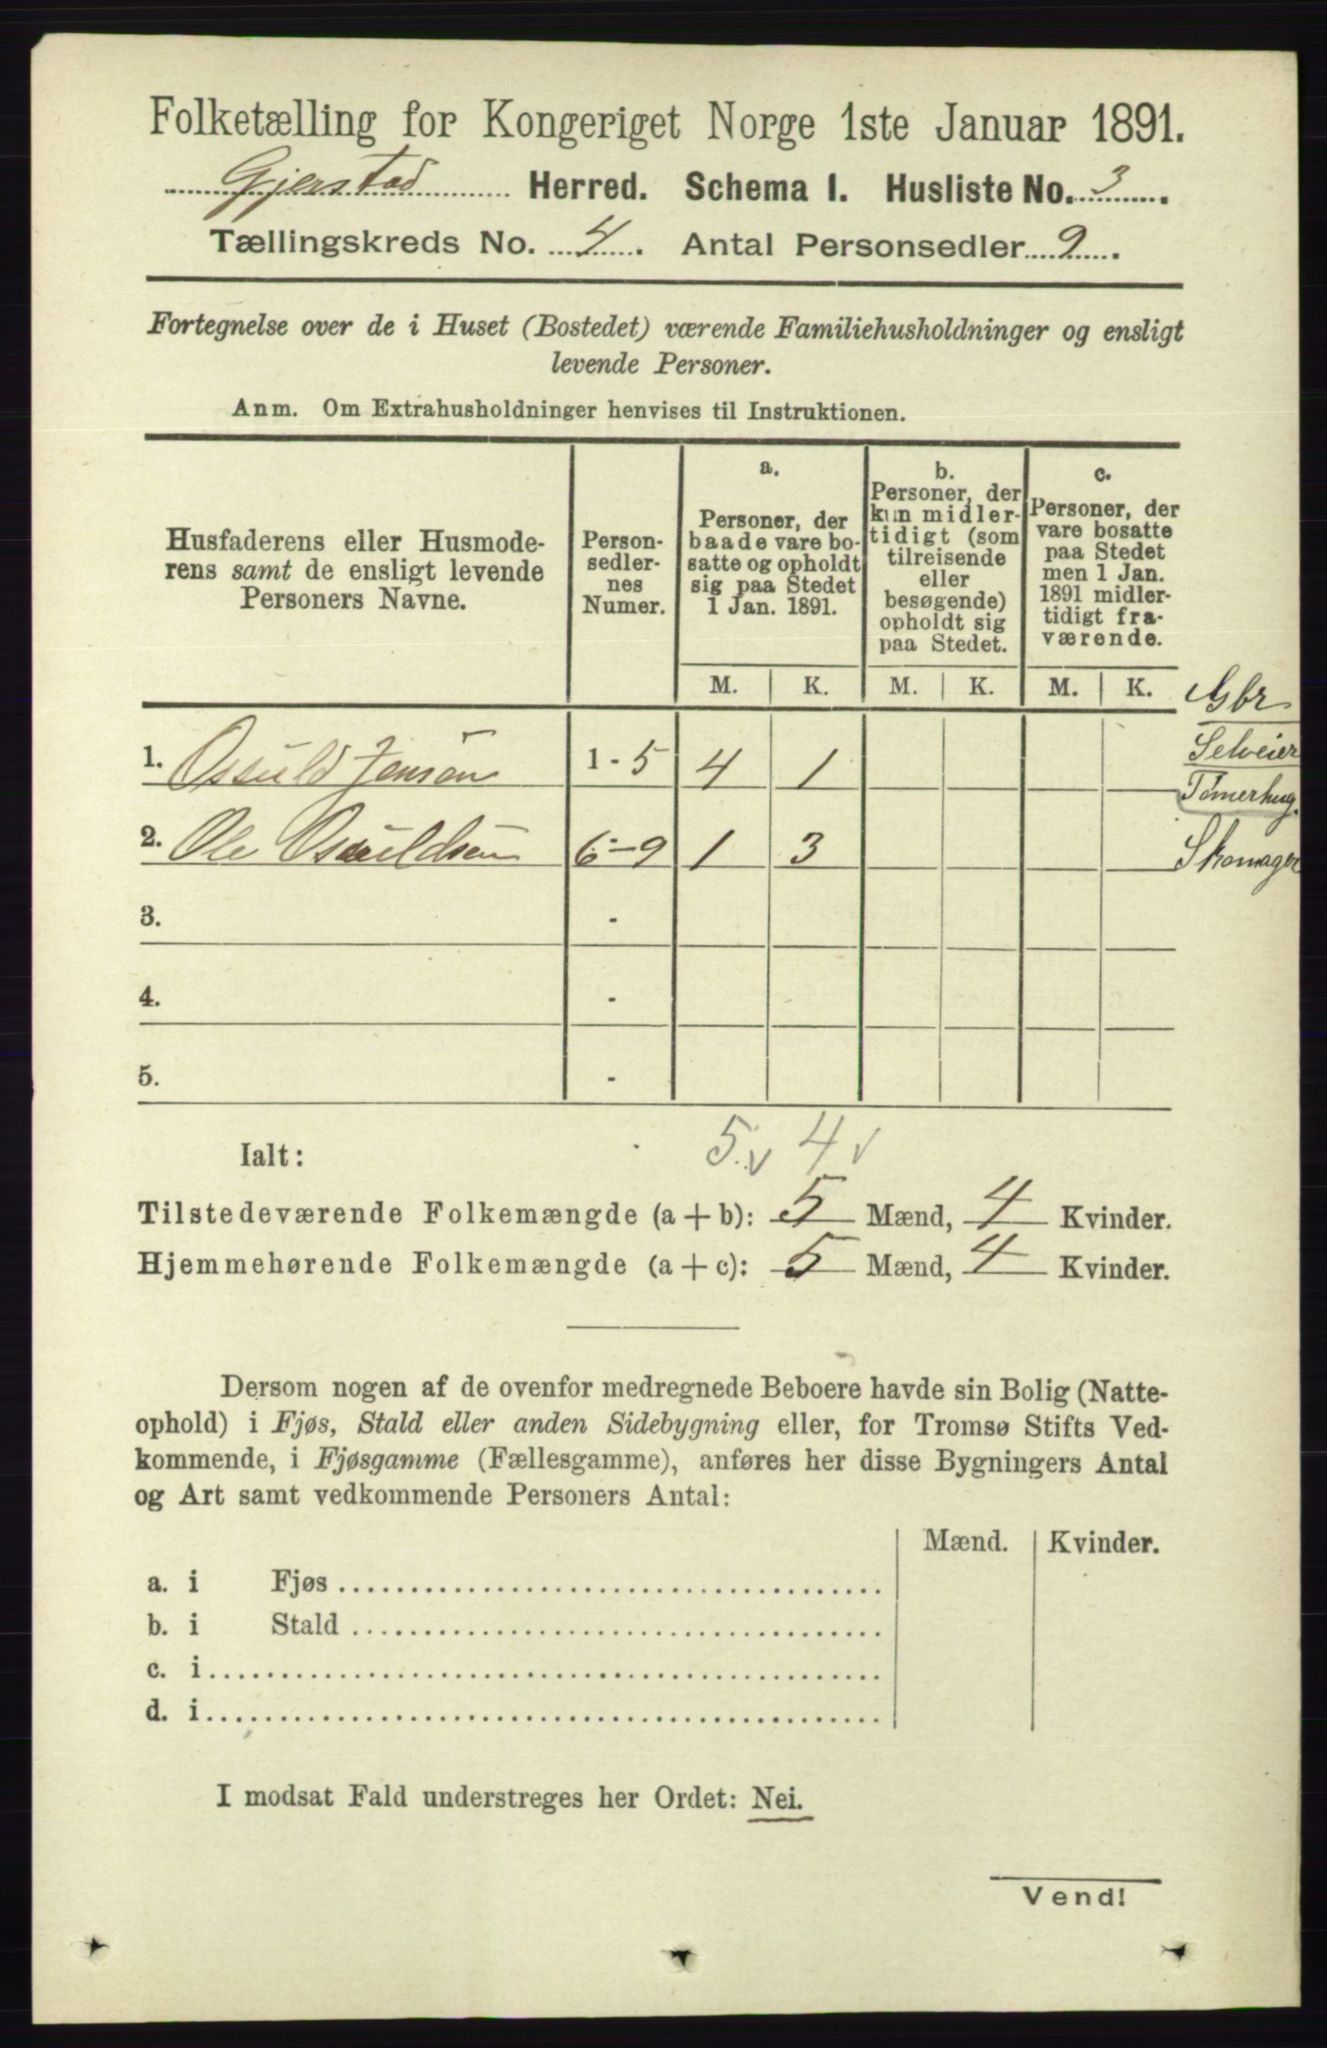 Folketælling for Kongeriget Norge 1ste Januar 1891.
Gjerstad Herred. Schema 1. Husliste No. 3.
Tællingskreds No. 4. Antal Personsedler 9.
Fortegnelse over de i Huset (Bostedet) værende Familiehusholdninger og ensligt
levende Personer.
Anm. Om Extrahusholdninger henvises til Instruktionen.
Husfaderens eller Husmode-
rens samt de ensligt levende
Personers Navne.
Person-
sedler-
nes
Numer.
a.
Personer, der
baade vare bo-
satte og opholdt
sig paa Stedet
1 Jan. 1891.
b.
Personer, der
kun midler-
tidigt (som
tilreisende
eller
besøgende)
opholdt sig
paa Stedet.
c.
Personer, der
vare bosatte
paa Stedet
men 1 Jan.
1891 midler-
tidigt fra-
værende.
M. K. M. K. M. K.
Gbr
Selveier
Tømerhug.
1. Osuld Jensen 1 - 5 4 1
2. Ole Osuldsen 6 - 9 1 3 Skomager
3. -
4. -
5. -
Ialt: 5 v 4 v
Tilstedeværende Folkemængde (a + b): 5 Mænd, 4 Kvinder.
Hjemmehørende Folkemængde (a + c): 5 Mænd, 4 Kvinder.
Dersom nogen af de ovenfor medregnede Beboere havde sin Bolig (Natte-
ophold) i Fjøs, Stald eller anden Sidebygning eller, for Tromsø Stifts Ved-
kommende, i Fjøsgamme (Fællesgamme), anføres her disse Bygningers Antal
og Art samt vedkommende Personers Antal:
Mænd. Kvinder.
a. i Fjøs
b. i Stald
c. i
d. i
I modsat Fald understreges her Ordet: Nei.
Vend!